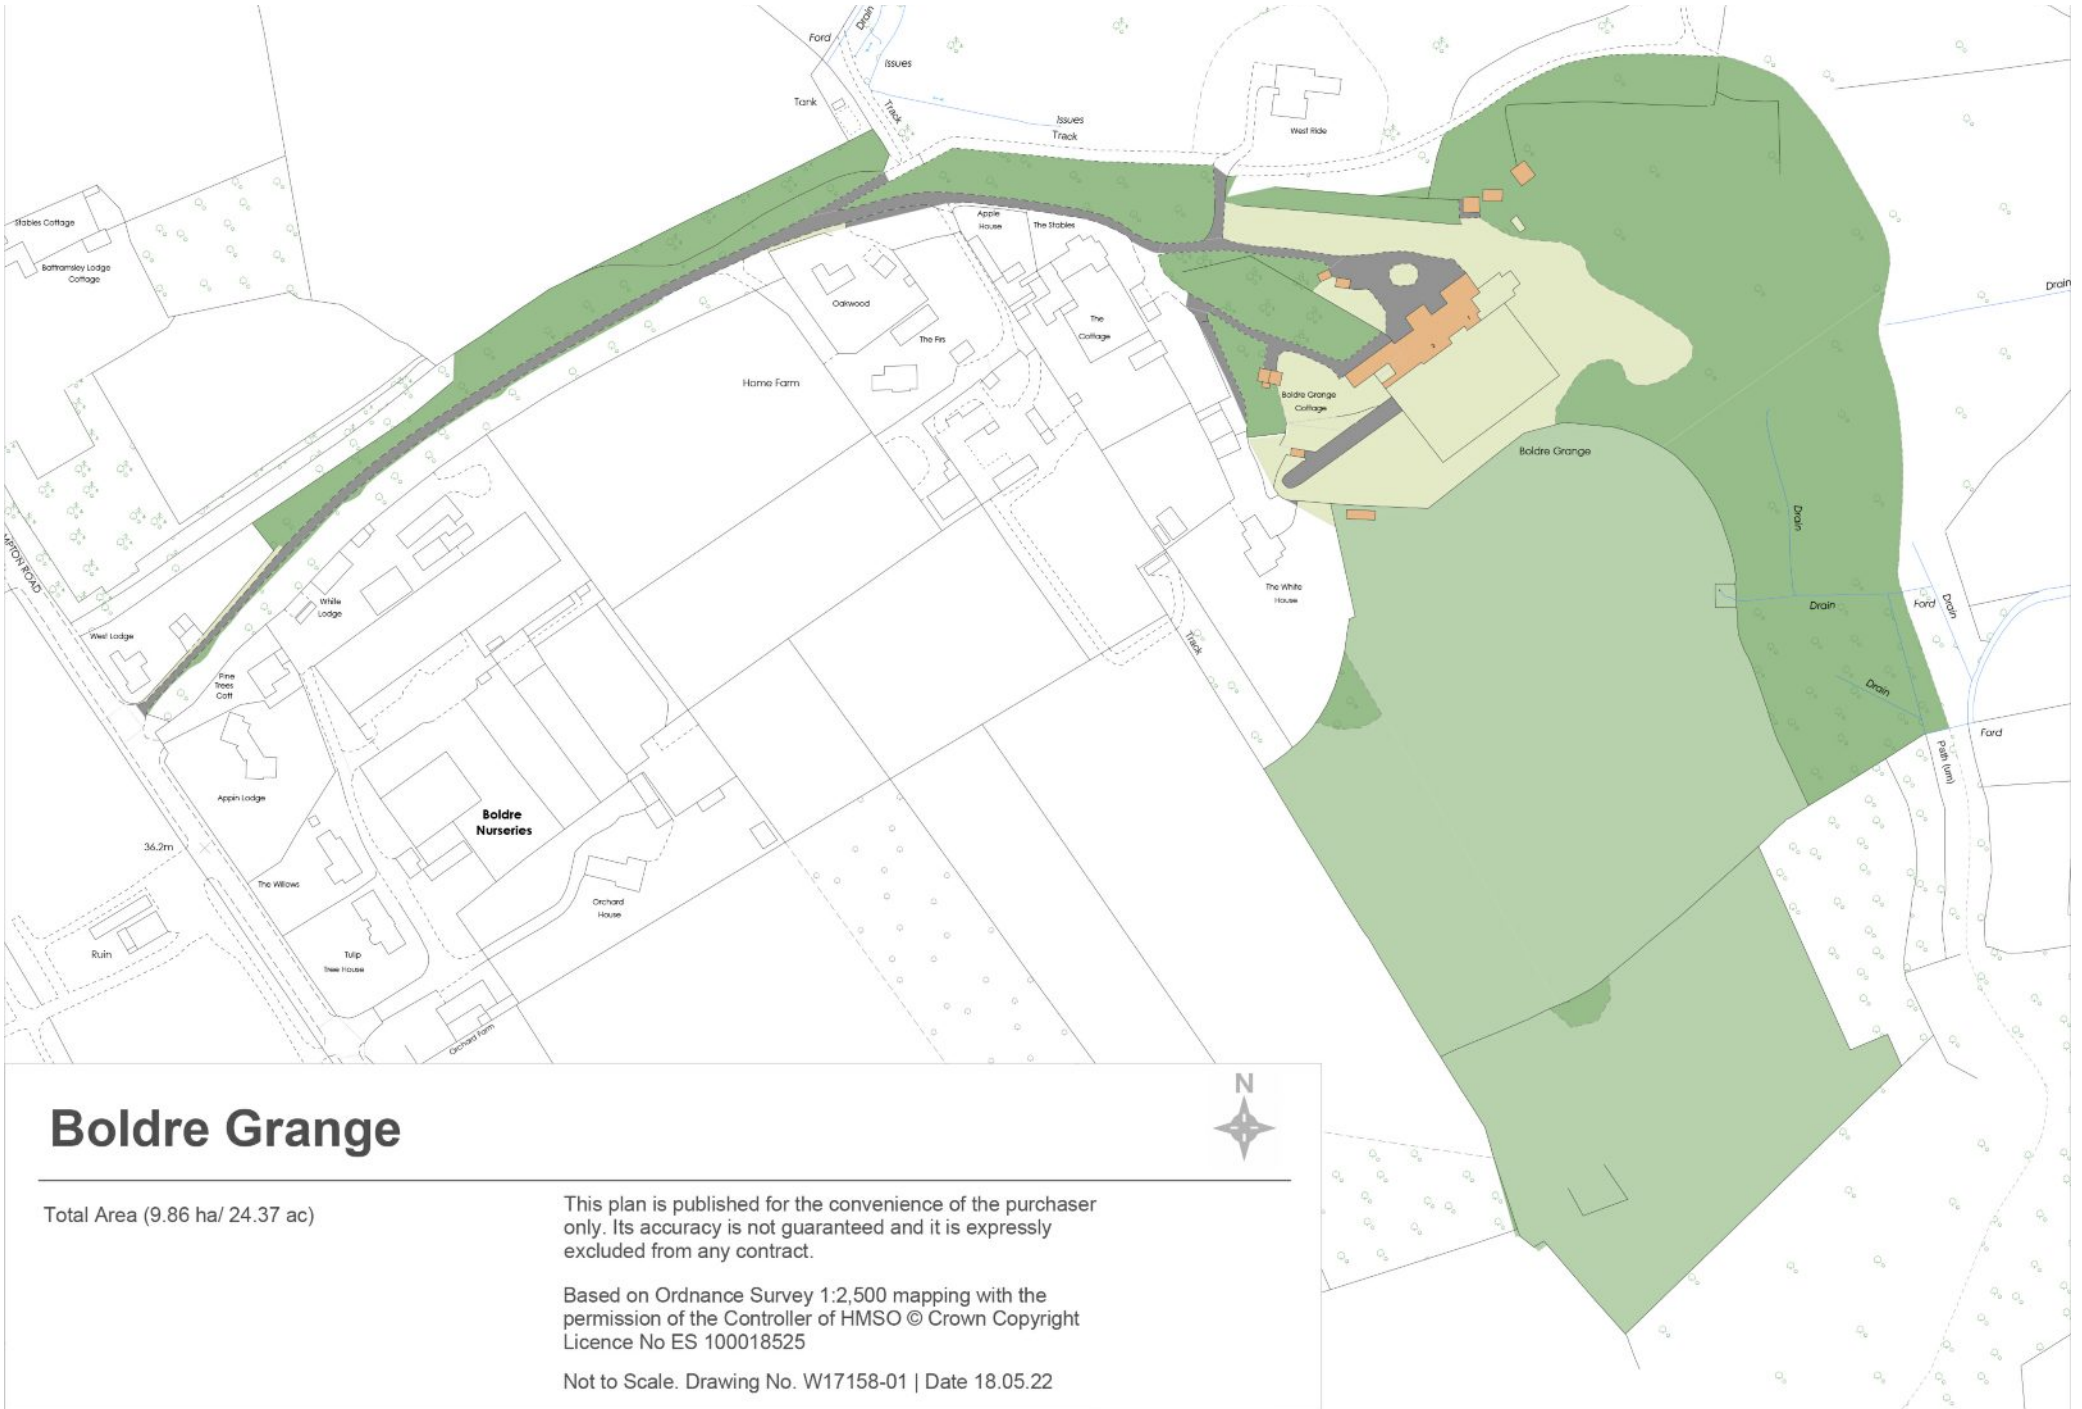 Drain
Ford
Issues
Tank
Track
Issues
Track
West Ride
Stables Cottage
Battramsley Lodge
Cottage
Apple
House
The Stables
Drain
Oakwood
The
Cottage
The Firs
Home Farm
Boldre Grange
Cottage
Boldre Grange
Drain
MPTON ROAD
White
Lodge
The White
House
Drain
Ford
Drain
West Lodge
Track
Pine
Trees
Cott
Drain
Ford
Path (um)
Appin Lodge
Boldre
Nurseries
36.2m
The Willows
Orchard
House
Ruin
Tulip
Tree House
Orchard Farm
N
Boldre Grange
Total Area (9.86 ha/ 24.37 ac)
This plan is published for the convenience of the purchaser
only. Its accuracy is not guaranteed and it is expressly
excluded from any contract.
Based on Ordnance Survey 1:2,500 mapping with the
permission of the Controller of HMSO © Crown Copyright
Licence No ES 100018525
Not to Scale. Drawing No. W17158-01 | Date 18.05.22